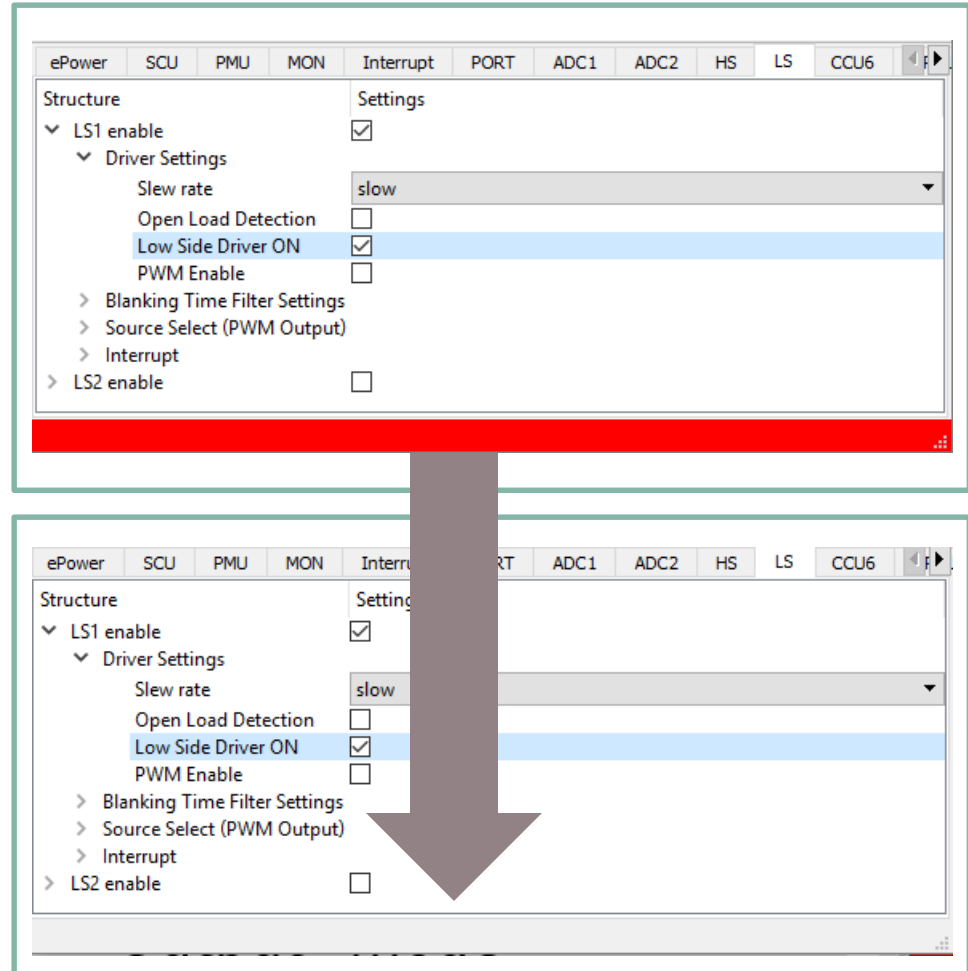 ePower SCU PMU MON Interrupt PORT ADC1 ADC2 HS LS CCU6
Structure Settings
LS1 enable
Driver Settings
Slew rate slow
Open Load Detection
Low Side Driver ON
PWM Enable
Blanking Time Filter Settings
Source Select (PWM Output)
Interrupt
LS2 enable
ePower SCU PMU MON ADC1 ADC2 HS LS CCU6
Structure
LS1 enable
Driver Settings
Slew rate slow
Open Load Detection
Low Side Driver ON
PWM Enable
Blanking Time Filter Settings
Source Select (PWM Output)
Interrupt
LS2 enable